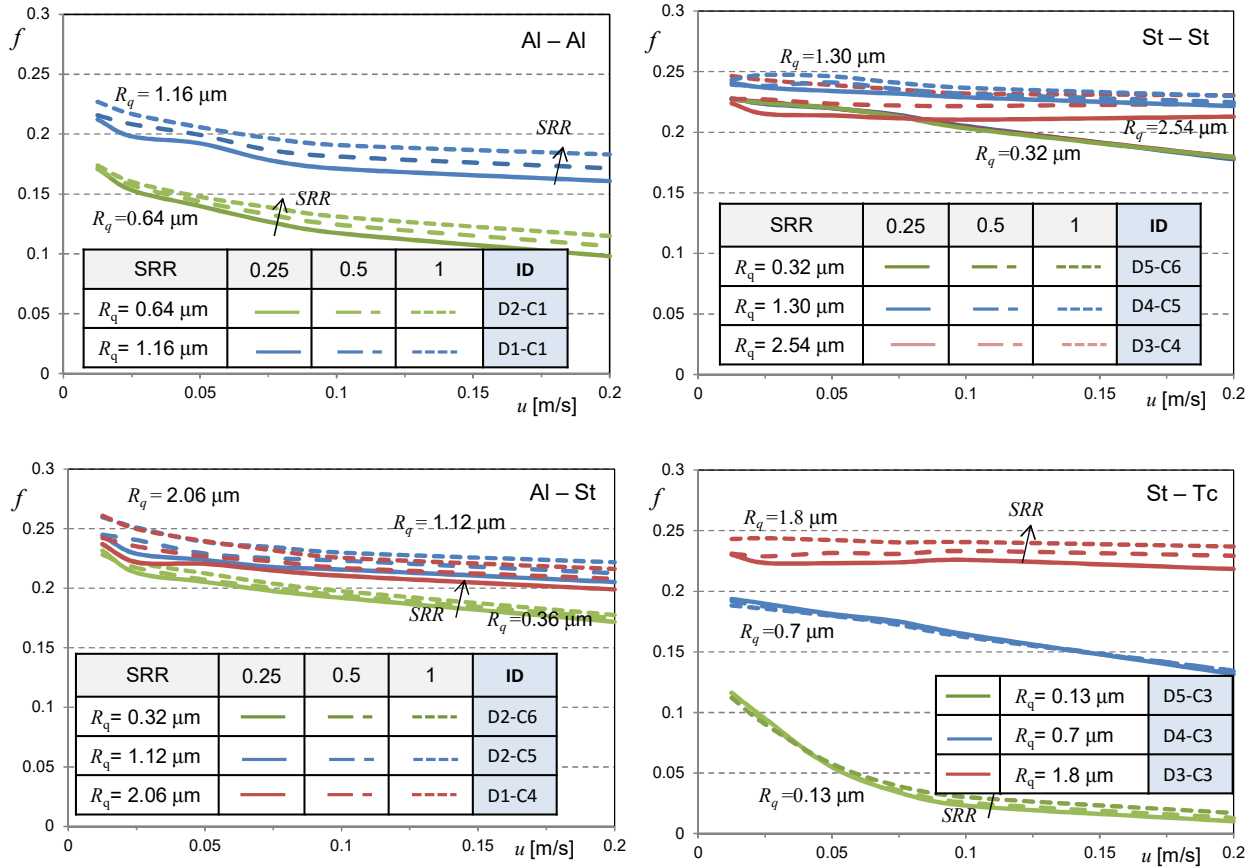 0.3
f
Al – Al
0.25
Rq = 1.16 µm
0.2
SRR
0.15
SRR
Rq=0.64 µm
0.1
SRR 0.25 0.5 1 ID
Rq = 0.64 µm D2-C1
0.05
Rq = 1.16 µm D1-C1
0
0 0.05 0.1 0.15 0.2
u [m/s]
0.3
f
St – St
Rq = 1.30 µm
0.25
Rq=2.54 µm
0.2
Rq=0.32 µm
0.15
SRR 0.25 0.5 1 ID
0.1
Rq = 0.32 µm D5-C6
Rq = 1.30 µm D4-C5
0.05
Rq = 2.54 µm D3-C4
0
0 0.05 0.1 0.15 0.2
u [m/s]
0.3
f
Al – St
Rq = 2.06 µm
0.25
Rq = 1.12 µm
0.2
SRR
Rq=0.36 µm
0.15
SRR 0.25 0.5 1 ID
0.1
Rq= 0.32 µm D2-C6
Rq= 1.12 µm D2-C5
0.05
Rq= 2.06 µm D1-C4
0
0 0.05 0.1 0.15 0.2
u [m/s]
0.3
f
St – Tc
SRR
Rq=1.8 µm
0.25
0.2
Rq=0.7 µm
0.15
Rq= 0.13 µm D5-C3
0.1
Rq= 0.7 µm D4-C3
Rq= 1.8 µm D3-C3
0.05
Rq=0.13 µm
SRR
0
0 0.05 0.1 0.15 0.2
u [m/s]